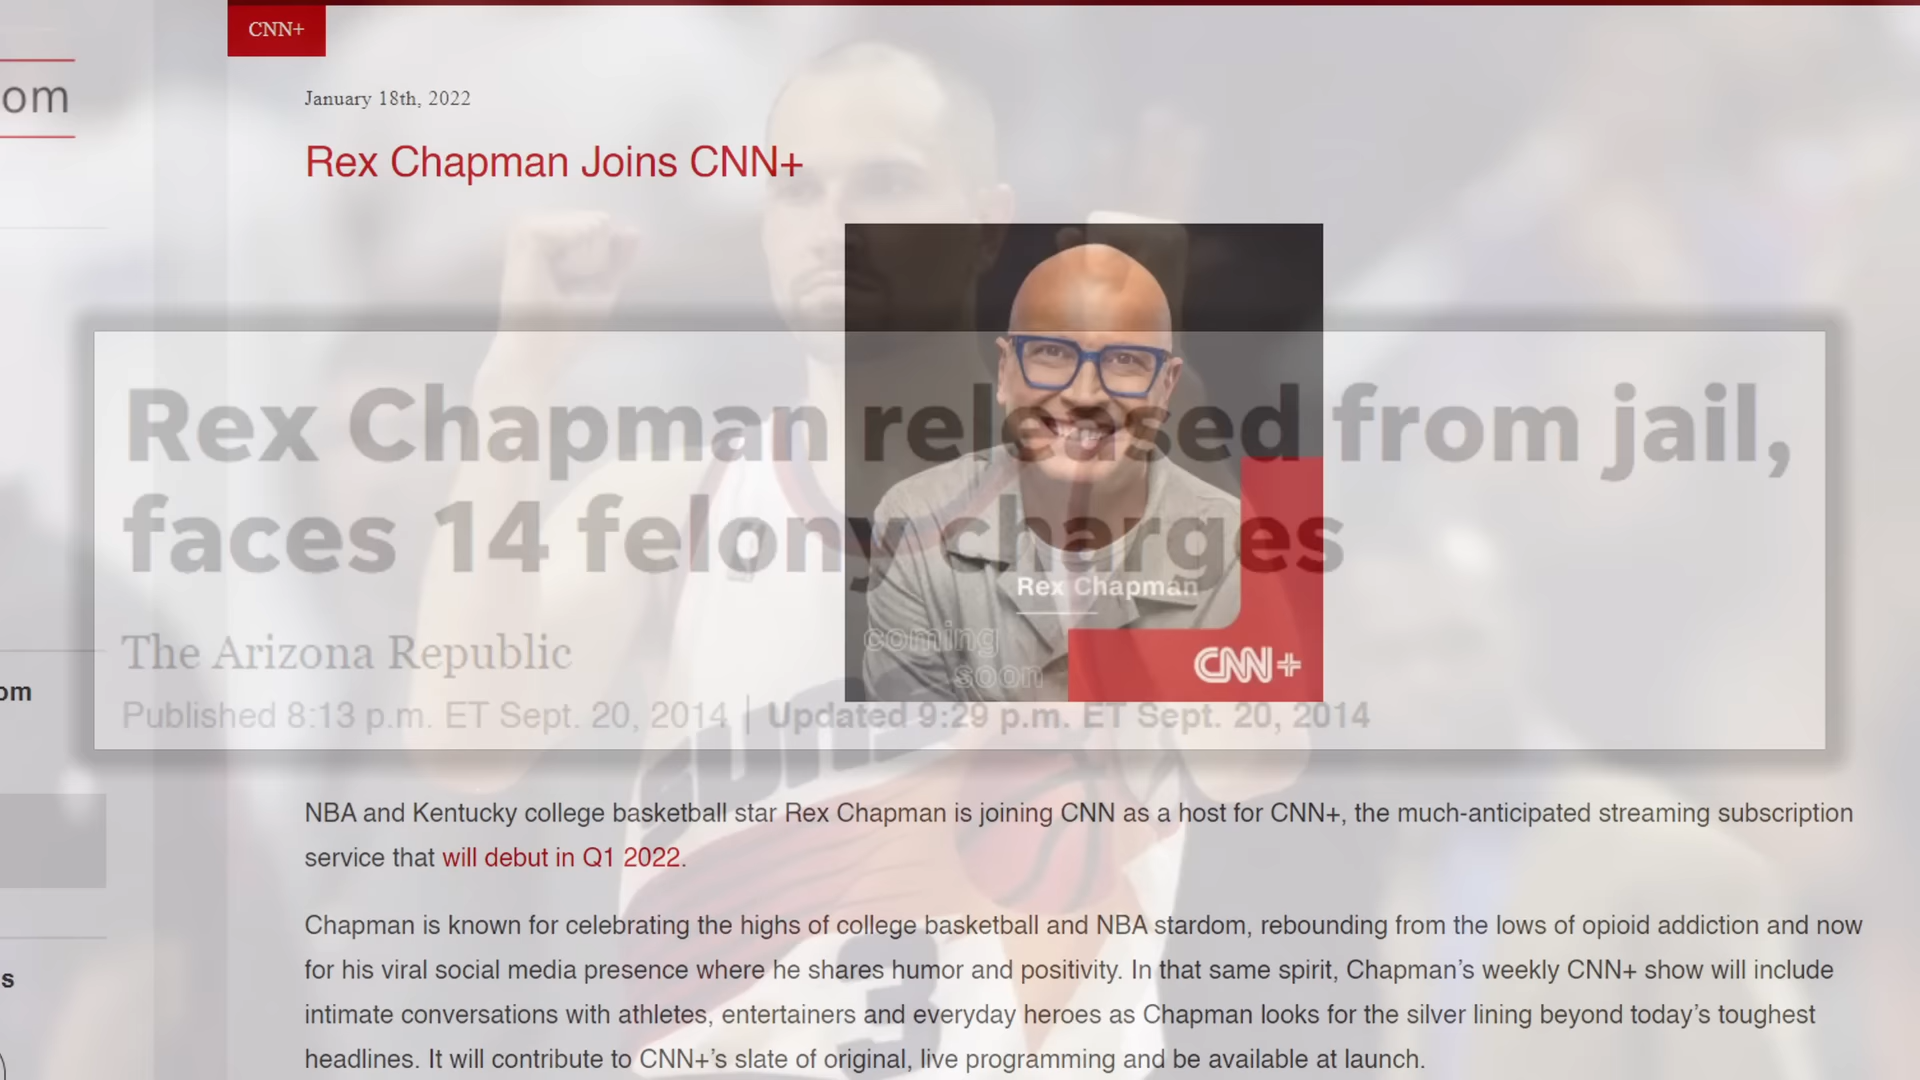 CNN+
om
January 18th, 2022
Rex Chapman Joins CNN+
Rex Chapman released from jail,
faces 14 felony charges
Rex Chapman
coming
soon
CNN+
The Arizona Republic
om
Published 8:13 p.m. ET Sept. 20, 2014 | Updated 9:29 p.m. ET Sept. 20, 2014
SUNS
NBA and Kentucky college basketball star Rex Chapman is joining CNN as a host for CNN+, the much-anticipated streaming subscription
service that will debut in Q1 2022.
Chapman is known for celebrating the highs of college basketball and NBA stardom, rebounding from the lows of opioid addiction and now
for his viral social media presence where he shares humor and positivity. In that same spirit, Chapman’s weekly CNN+ show will include
s
intimate conversations with athletes, entertainers and everyday heroes as Chapman looks for the silver lining beyond today’s toughest
headlines. It will contribute to CNN+’s slate of original, live programming and be available at launch.
3